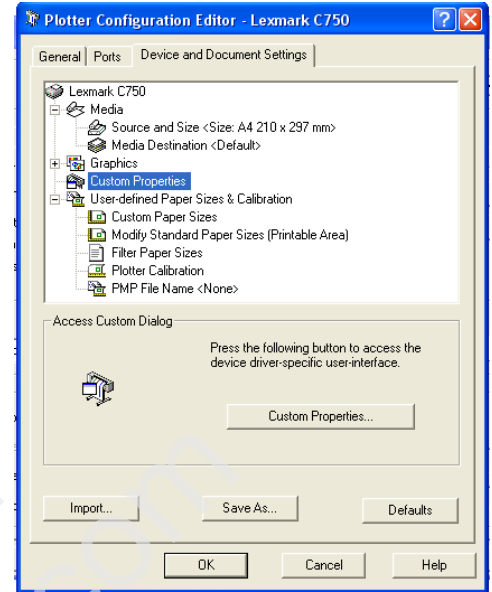 Plotter Configuration Editor - Lexmark C750
General Ports Device and Document Settings
Lexmark C750
Media
Source and Size <Size: A4 210 x 297 mm>
Media Destination <Default>
Graphics
Custom Properties
User-defined Paper Sizes & Calibration
Custom Paper Sizes
Modify Standard Paper Sizes (Printable Area)
Filter Paper Sizes
Plotter Calibration
PMP File Name <None>
Access Custom Dialog
Press the following button to access the
device driver-specific user-interface.
Custom Properties...
Import... Save As... Defaults
OK Cancel Help